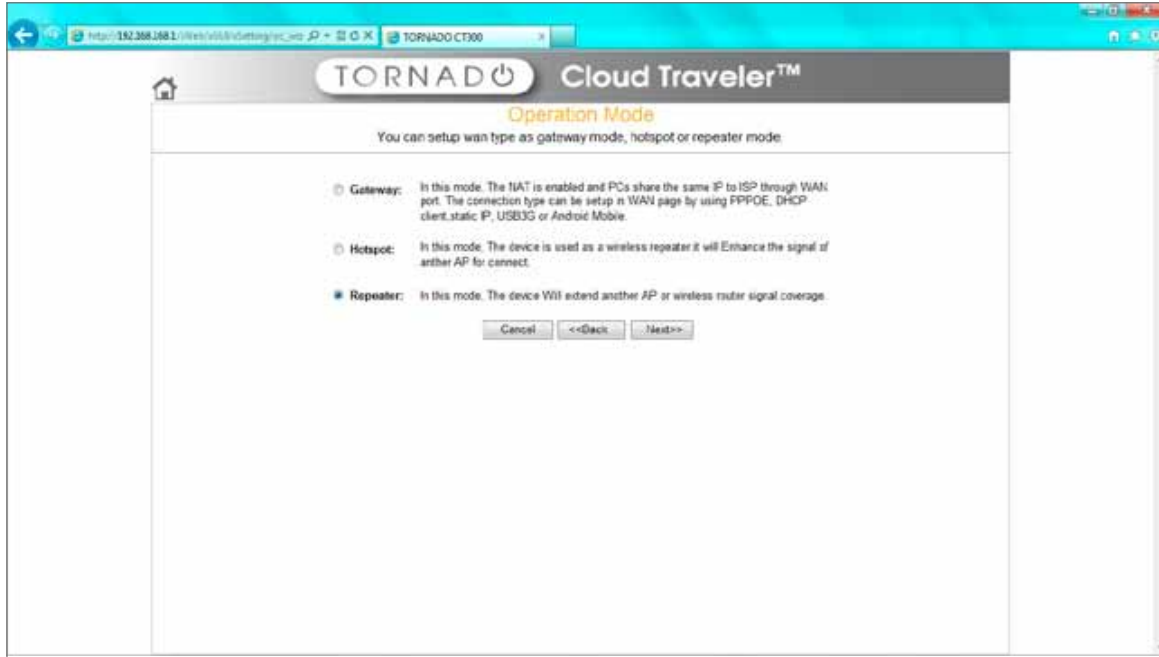 TORNADO CT300
TORNADO Cloud Traveler™
Operation Mode
You can setup wan type as gateway mode, hotspot or repeater mode.
Gateway: In this mode. The NAT is enabled and PCs share the same IP to ISP through WAN
port. The connection type can be setup in WAN page by using PPPOE, DHCP
client,static IP, USB3G or Android Mobile.
Hotspot: In this mode. The device is used as a wireless repeater it will Enhance the signal of
anther AP for connect.
Repeater: In this mode. The device Will extend another AP or wireless router signal coverage.
Cancel <<Back Next>>